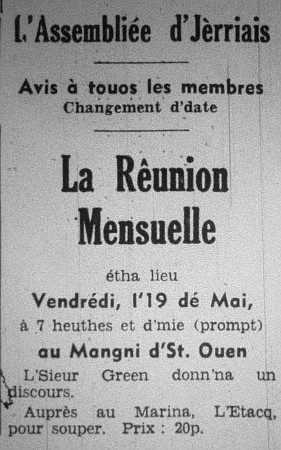 L'Assembliée d'Jèrriais
Avis à touos les membres
Changement d'date
La Rêunion
Mensuelle
étha lieu
Vendrédi, l'19 dé Mai,
à 7 heuthes et d'mie (prompt)
au Mangni d'St. Ouen
L'Sieur Green donn'na un
discours.
Auprès au Marina, L'Etacq,
pour souper. Prix : 20p.